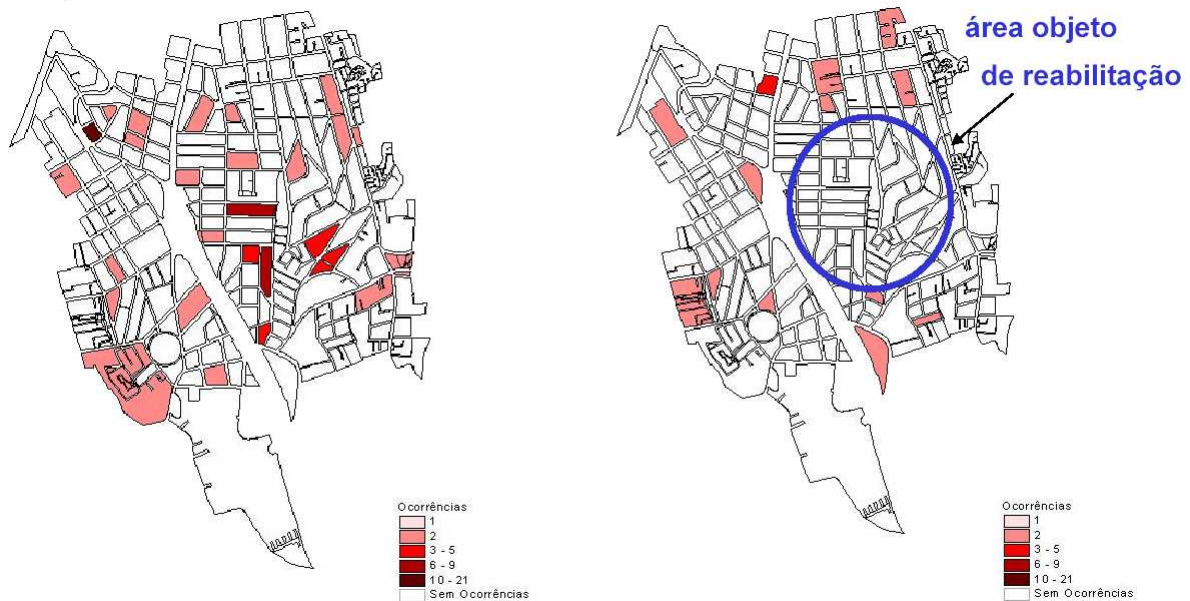 área objeto
de reabilitação
Ocorrências
1
2
3 - 5
6 - 9
10 - 21
Sem Ocorrências
Ocorrências
1
2
3 - 5
6 - 9
10 - 21
Sem Ocorrências